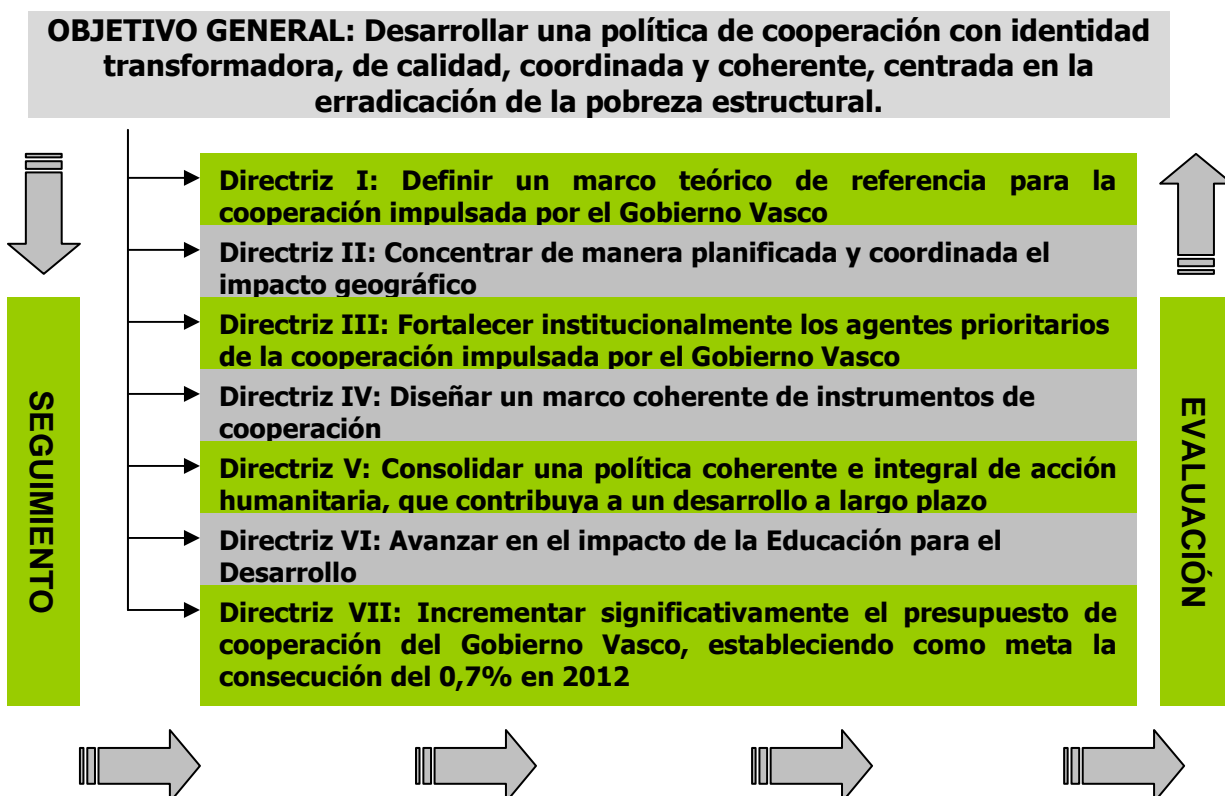 OBJETIVO GENERAL: Desarrollar una política de cooperación con identidad
transformadora, de calidad, coordinada y coherente, centrada en la
erradicación de la pobreza estructural.
Directriz I: Definir un marco teórico de referencia para la
cooperación impulsada por el Gobierno Vasco
Directriz II: Concentrar de manera planificada y coordinada el
impacto geográfico
Directriz III: Fortalecer institucionalmente los agentes prioritarios
de la cooperación impulsada por el Gobierno Vasco
Directriz IV: Diseñar un marco coherente de instrumentos de
cooperación
Directriz V: Consolidar una política coherente e integral de acción
humanitaria, que contribuya a un desarrollo a largo plazo
Directriz VI: Avanzar en el impacto de la Educación para el
Desarrollo
Directriz VII: Incrementar significativamente el presupuesto de
cooperación del Gobierno Vasco, estableciendo como meta la
consecución del 0,7% en 2012
SEGUIMIENTO
EVALUACIÓN